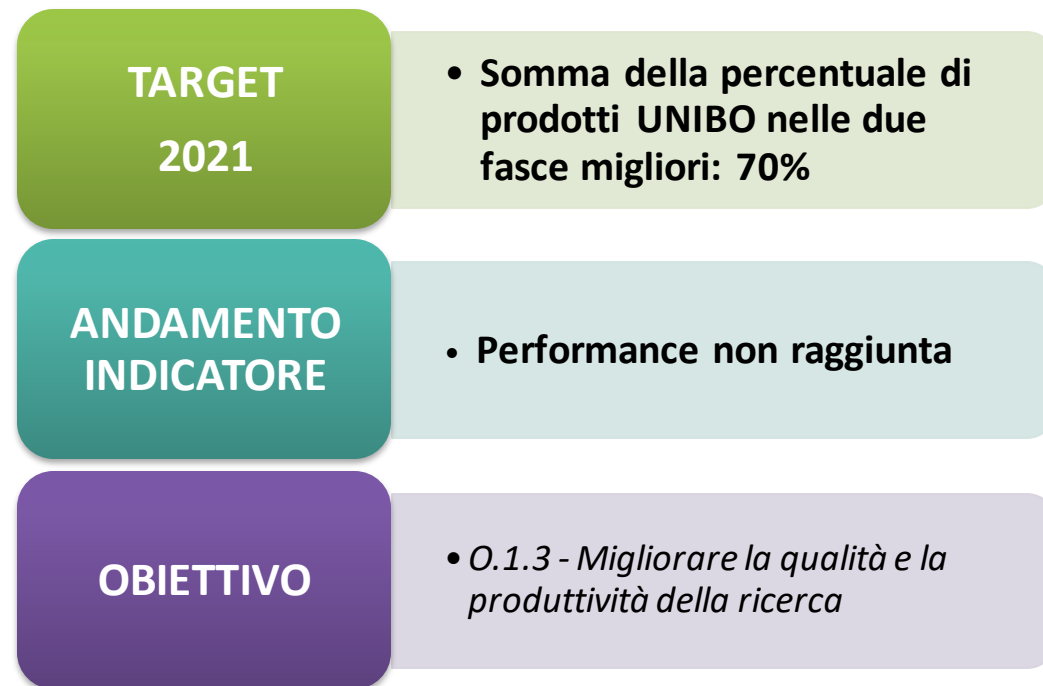 TARGET
2021
• Somma della percentuale di
prodotti UNIBO nelle due
fasce migliori: 70%
ANDAMENTO
INDICATORE
• Performance non raggiunta
OBIETTIVO
• O.1.3 - Migliorare la qualità e la
produttività della ricerca